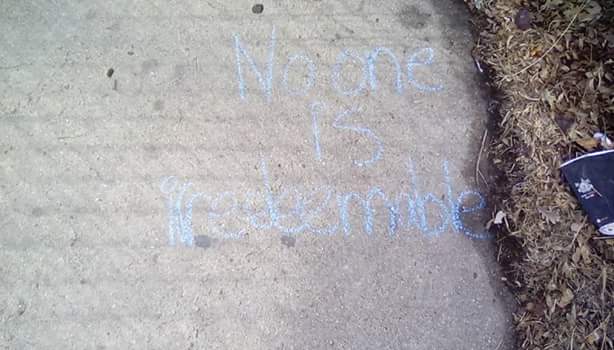 No one
is
irredeemable